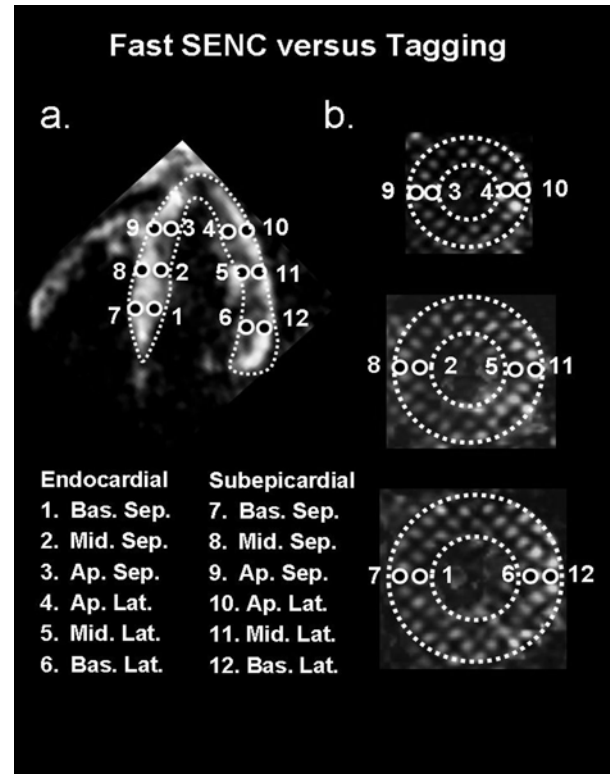 Fast SENC versus Tagging
a.
b.
9 3 4 10
8 2 5 11
7 1 6 12
9 3 4 10
8 2 5 11
7 1 6 12
Endocardial
1. Bas. Sep.
2. Mid. Sep.
3. Ap. Sep.
4. Ap. Lat.
5. Mid. Lat.
6. Bas. Lat.
Subepicardial
7. Bas. Sep.
8. Mid. Sep.
9. Ap. Sep.
10. Ap. Lat.
11. Mid. Lat.
12. Bas. Lat.